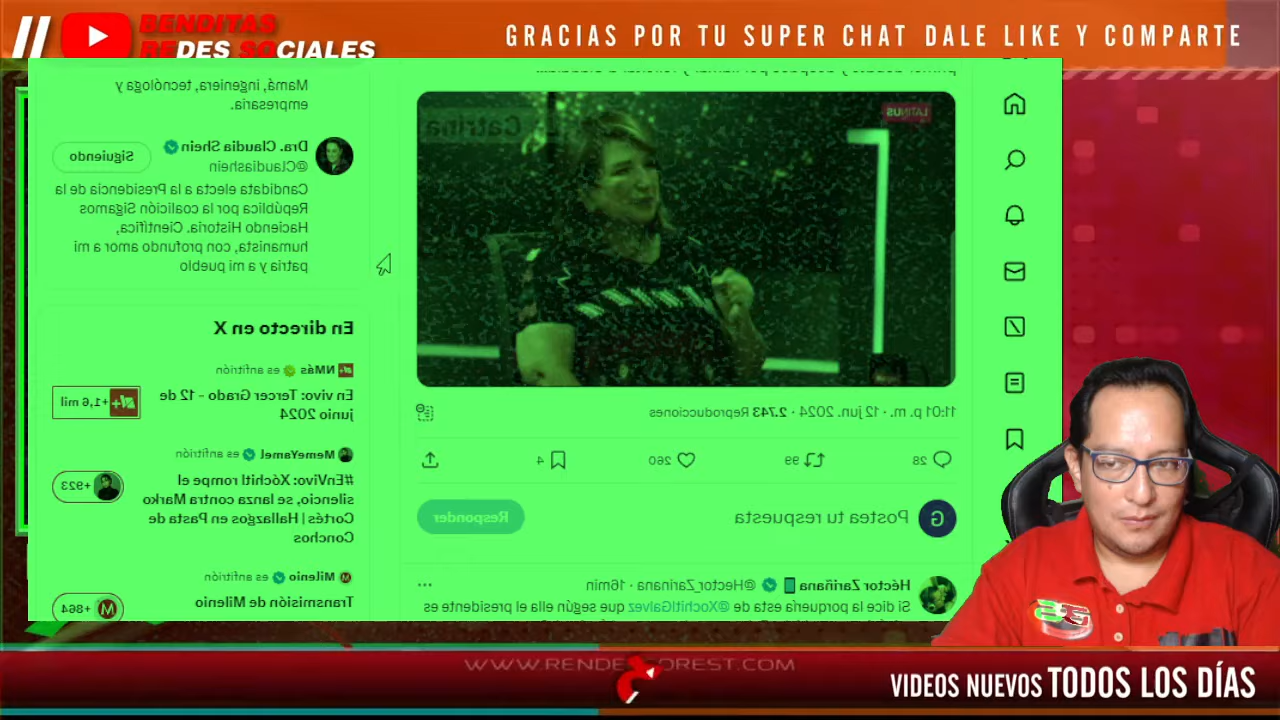 BENDITAS
REDES SOCIALES
GRACIAS POR TU SUPER CHAT DALE LIKE Y COMPARTE
Mamá, ingeniera, tecnóloga y
empresaria.
Dra. Claudia Shein
@Claudiashein
Siguiendo
Candidata electa a la Presidencia de la
República por la coalición Sigamos
Haciendo Historia. Científica,
humanista, con profundo amor a mi
patria y a mi pueblo
En directo en X
NMás es anfitrión
En vivo: Tercer Grado - 12 de
junio 2024
+1,6 mil
MemeYamel es anfitrión
#EnVivo: Xóchitl rompe el
silencio, se lanza contra Marko
Cortés | Hallazgos en Pasta de
Conchos
+923
Milenio es anfitrión
Transmisión de Milenio
+864
Catrina
LATINUS
11:01 p. m. · 12 jun. 2024 · 2.743 Reproducciones
28 99 260 4
G
Postea tu respuesta
Responder
Héctor Zariñana @Hector_Zarinana · 16min
Si dice la porquería esta de @XochitlGalvez que según ella el presidente es
WWW.RENDERFOREST.COM
VIDEOS NUEVOS TODOS LOS DÍAS